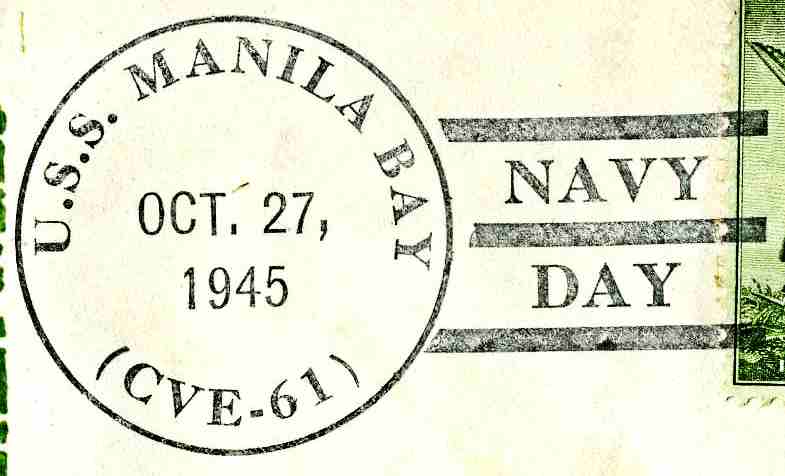 U.S.S. MANILA BAY
OCT. 27,
1945
(CVE-61)
NAVY
DAY